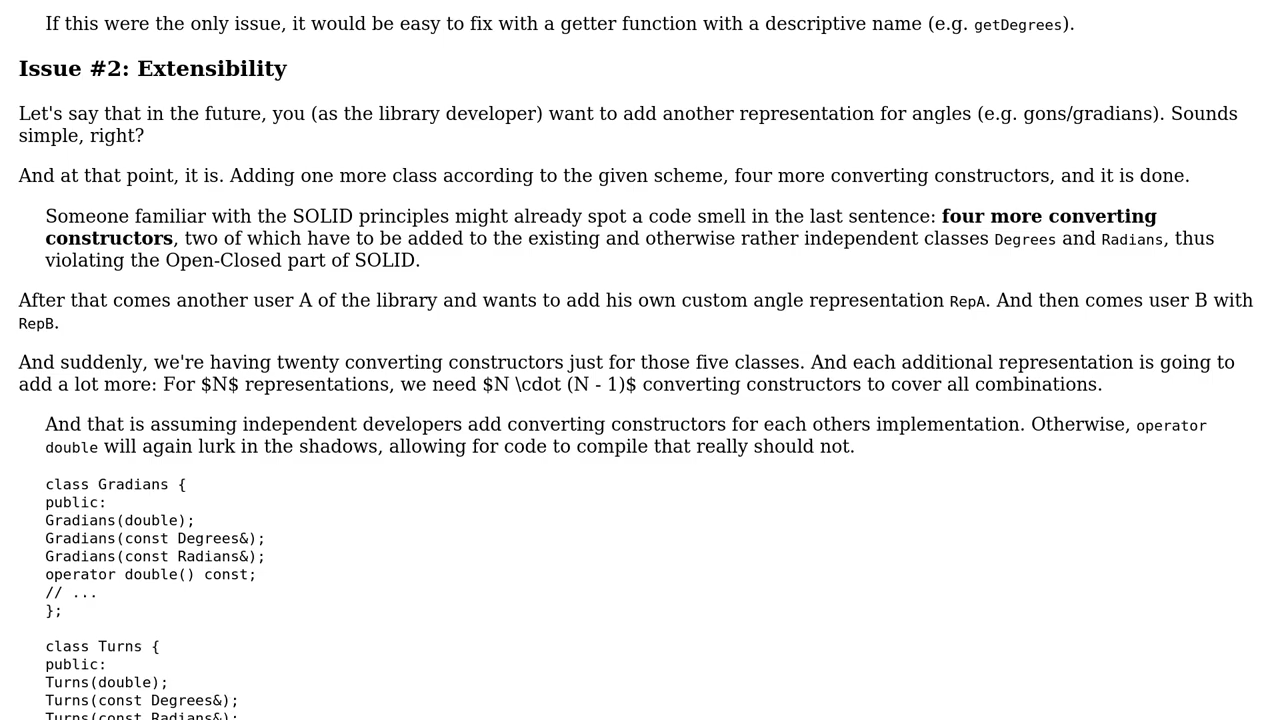 If this were the only issue, it would be easy to fix with a getter function with a descriptive name (e.g. getDegrees).
Issue #2: Extensibility
Let's say that in the future, you (as the library developer) want to add another representation for angles (e.g. gons/gradians). Sounds
simple, right?
And at that point, it is. Adding one more class according to the given scheme, four more converting constructors, and it is done.
Someone familiar with the SOLID principles might already spot a code smell in the last sentence: four more converting
constructors, two of which have to be added to the existing and otherwise rather independent classes Degrees and Radians, thus
violating the Open-Closed part of SOLID.
After that comes another user A of the library and wants to add his own custom angle representation RepA. And then comes user B with
RepB.
And suddenly, we're having twenty converting constructors just for those five classes. And each additional representation is going to
add a lot more: For $N$ representations, we need $N \cdot (N - 1)$ converting constructors to cover all combinations.
And that is assuming independent developers add converting constructors for each others implementation. Otherwise, operator
double will again lurk in the shadows, allowing for code to compile that really should not.
class Gradians {
public:
Gradians(double);
Gradians(const Degrees&);
Gradians(const Radians&);
operator double() const;
// ...
};
class Turns {
public:
Turns(double);
Turns(const Degrees&);
Turns(const Radians&);